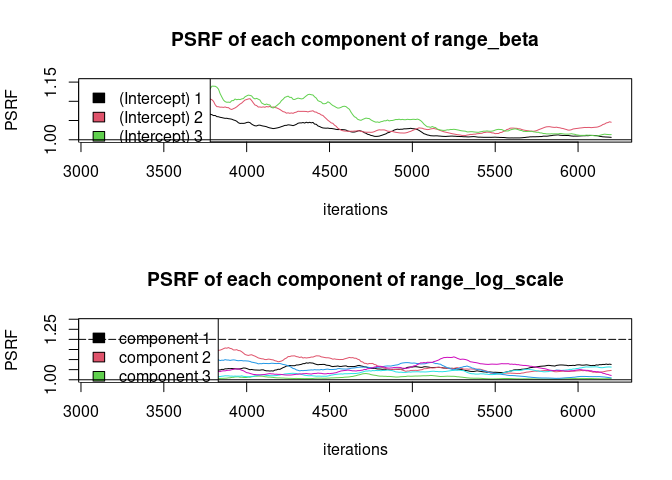 PSRF of each component of range_beta
PSRF
1.15
1.00
(Intercept) 1
(Intercept) 2
(Intercept) 3
3000 3500 4000 4500 5000 5500 6000
iterations
PSRF of each component of range_log_scale
PSRF
1.25
1.00
component 1
component 2
component 3
3000 3500 4000 4500 5000 5500 6000
iterations